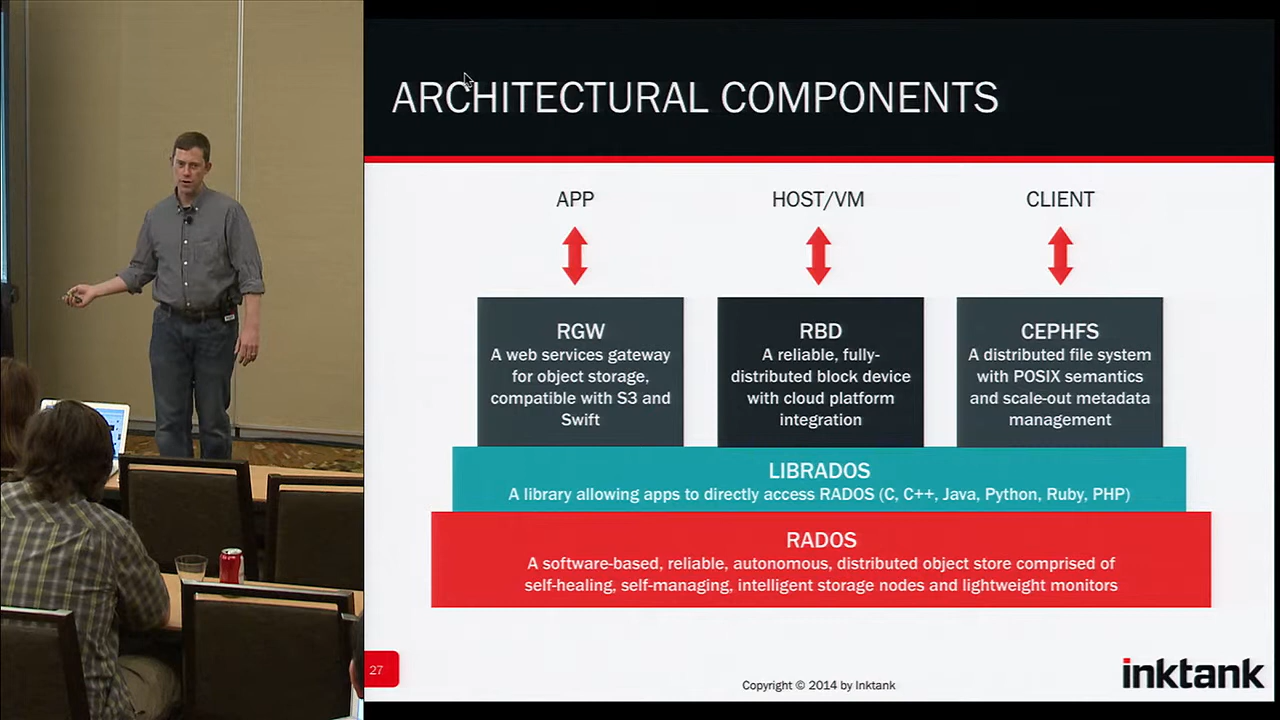 ARCHITECTURAL COMPONENTS
APP
HOST/VM
CLIENT
RGW
A web services gateway
for object storage,
compatible with S3 and
Swift
RBD
A reliable, fully-
distributed block device
with cloud platform
integration
CEPHFS
A distributed file system
with POSIX semantics
and scale-out metadata
management
LIBRADOS
A library allowing apps to directly access RADOS (C, C++, Java, Python, Ruby, PHP)
RADOS
A software-based, reliable, autonomous, distributed object store comprised of
self-healing, self-managing, intelligent storage nodes and lightweight monitors
27
Copyright © 2014 by Inktank
inktank